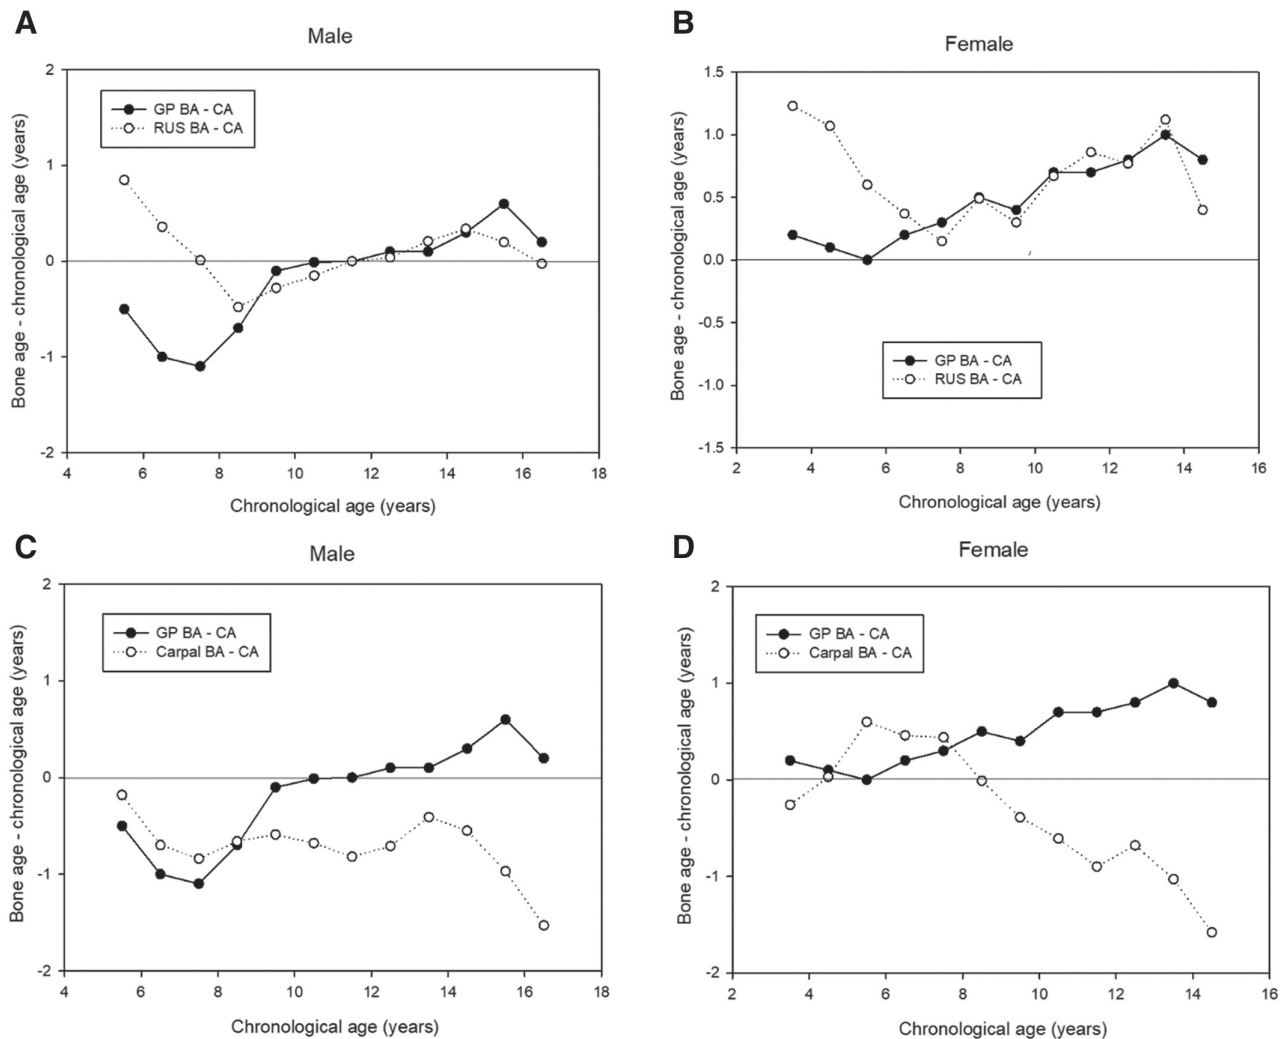 A
Male
2
1
0
-1
-2
GP BA - CA
RUS BA - CA
Bone age - chronological age (years)
4 6 8 10 12 14 16 18
Chronological age (years)
B
Female
1.5
1.0
0.5
0.0
-0.5
-1.0
-1.5
GP BA - CA
RUS BA - CA
Bone age - chronological age (years)
2 4 6 8 10 12 14 16
Chronological age (years)
C
Male
2
1
0
-1
-2
GP BA - CA
Carpal BA - CA
Bone age - chronological age (years)
4 6 8 10 12 14 16 18
Chronological age (years)
D
Female
2
1
0
-1
-2
GP BA - CA
Carpal BA - CA
Bone age - chronological age (years)
2 4 6 8 10 12 14 16
Chronological age (years)